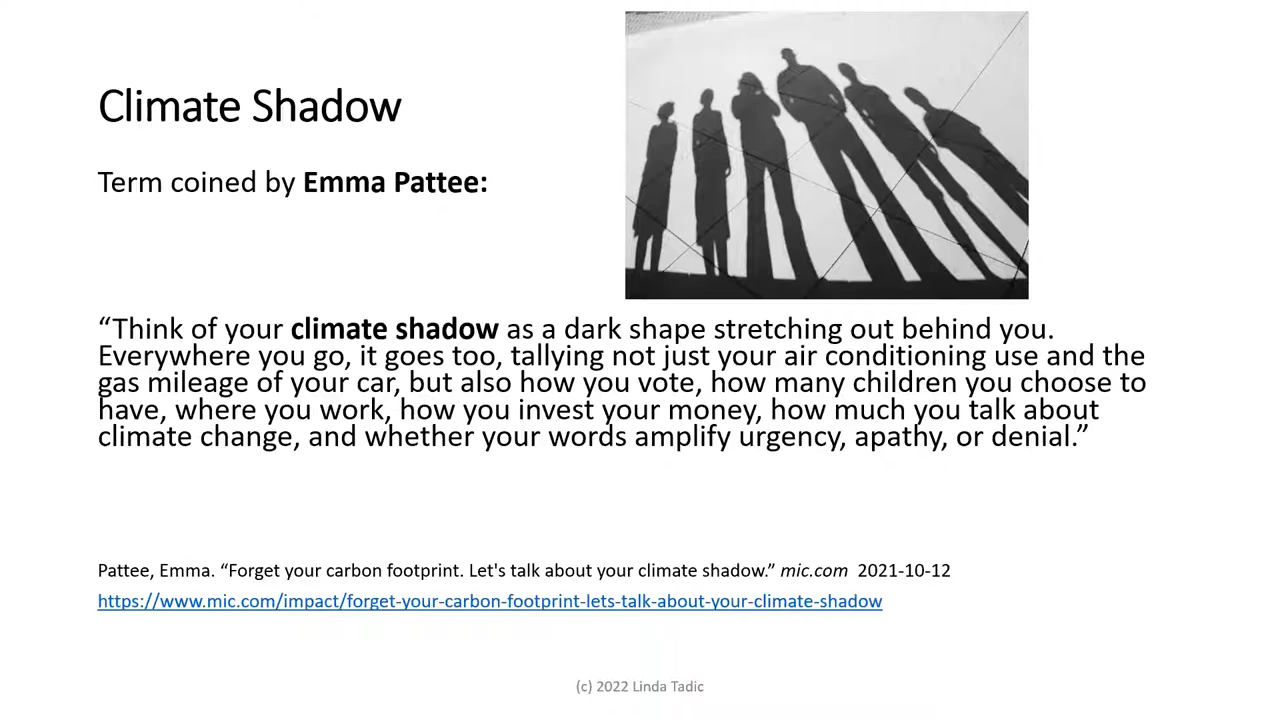 Climate Shadow
Term coined by Emma Pattee:
“Think of your climate shadow as a dark shape stretching out behind you.
Everywhere you go, it goes too, tallying not just your air conditioning use and the
gas mileage of your car, but also how you vote, how many children you choose to
have, where you work, how you invest your money, how much you talk about
climate change, and whether your words amplify urgency, apathy, or denial.”
Pattee, Emma. “Forget your carbon footprint. Let's talk about your climate shadow.” mic.com 2021-10-12
https://www.mic.com/impact/forget-your-carbon-footprint-lets-talk-about-your-climate-shadow
(c) 2022 Linda Tadic